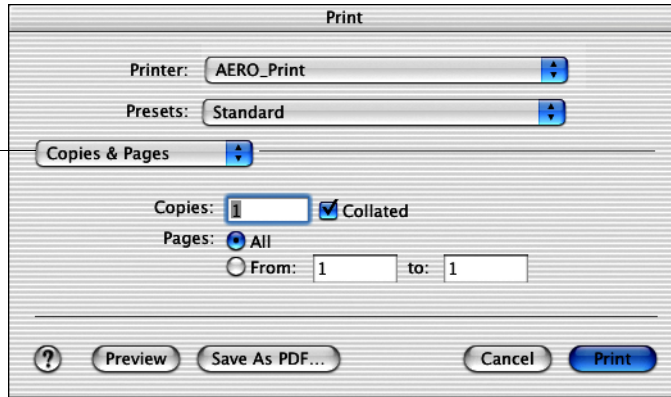 Print
Printer: AERO_Print
Presets: Standard
Copies & Pages
Copies: 1 Collated
Pages: All
From: 1 to: 1
? Preview Save As PDF... Cancel Print